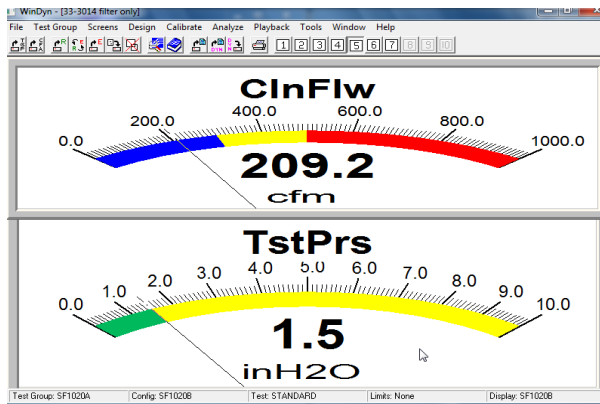 WinDyn - [33-3014 filter only]
File Test Group Screens Design Calibrate Analyze Playback Tools Window Help
1 2 3 4 5 6 7 8 9 10
ClnFlw
0.0 200.0 400.0 600.0 800.0 1000.0
209.2
cfm
TstPrs
0.0 1.0 2.0 3.0 4.0 5.0 6.0 7.0 8.0 9.0 10.0
1.5
inH2O
Test Group: SF1020A Config: SF1020B Test: STANDARD Limits: None Display: SF1020B